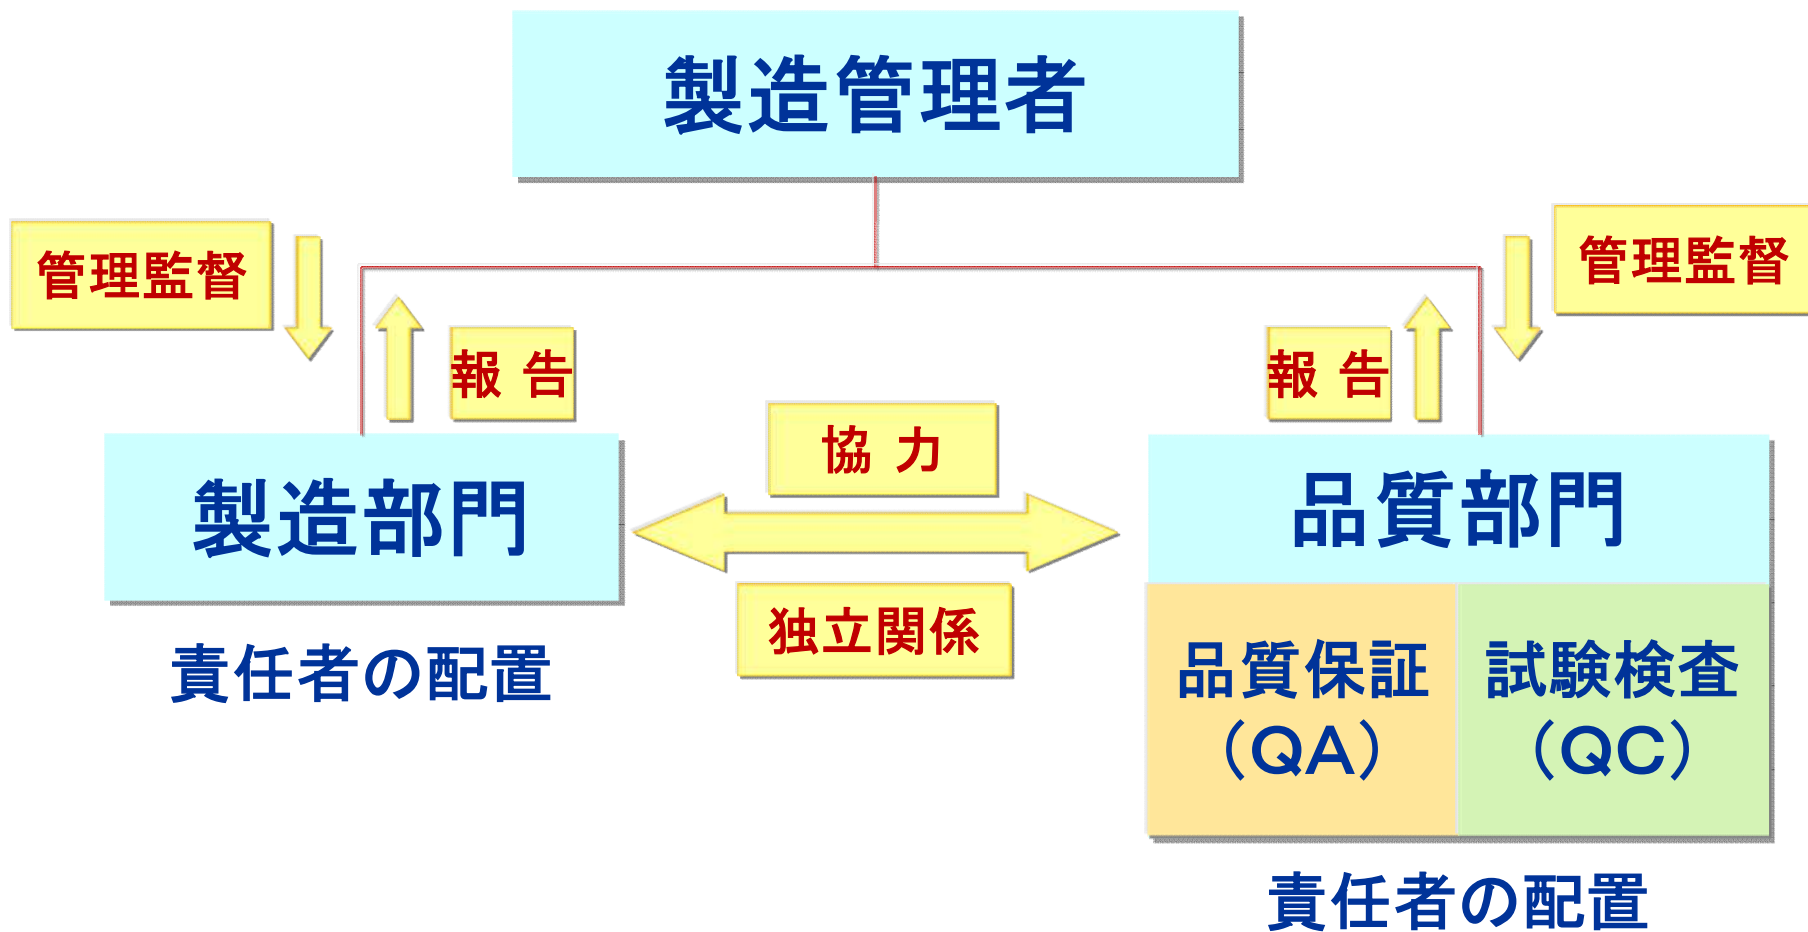 製造管理者
管理監督
管理監督
報 告
報 告
協 力
製造部門
品質部門
独立関係
責任者の配置
品質保証
（QA）
試験検査
（QC）
責任者の配置